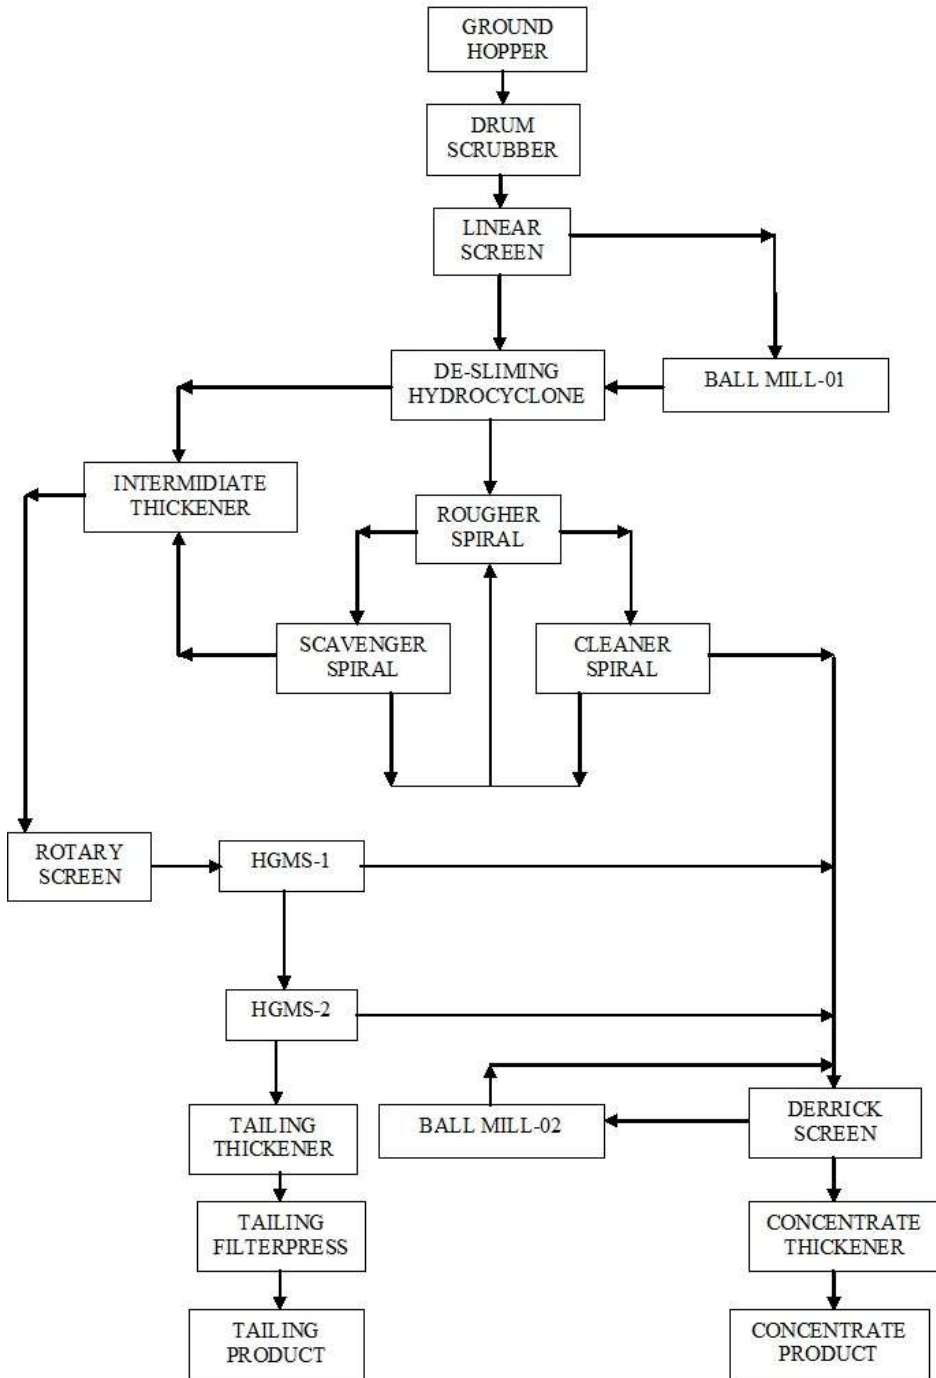 GROUND
HOPPER
DRUM
SCRUBBER
LINEAR
SCREEN
DE-SLIMING
HYDROCYCLONE
BALL MILL-01
INTERMIDIATE
THICKENER
ROUGHER
SPIRAL
SCAVENGER
SPIRAL
CLEANER
SPIRAL
ROTARY
SCREEN
HGMS-1
HGMS-2
TAILING
THICKENER
BALL MILL-02
DERRICK
SCREEN
TAILING
FILTERPRESS
CONCENTRATE
THICKENER
TAILING
PRODUCT
CONCENTRATE
PRODUCT